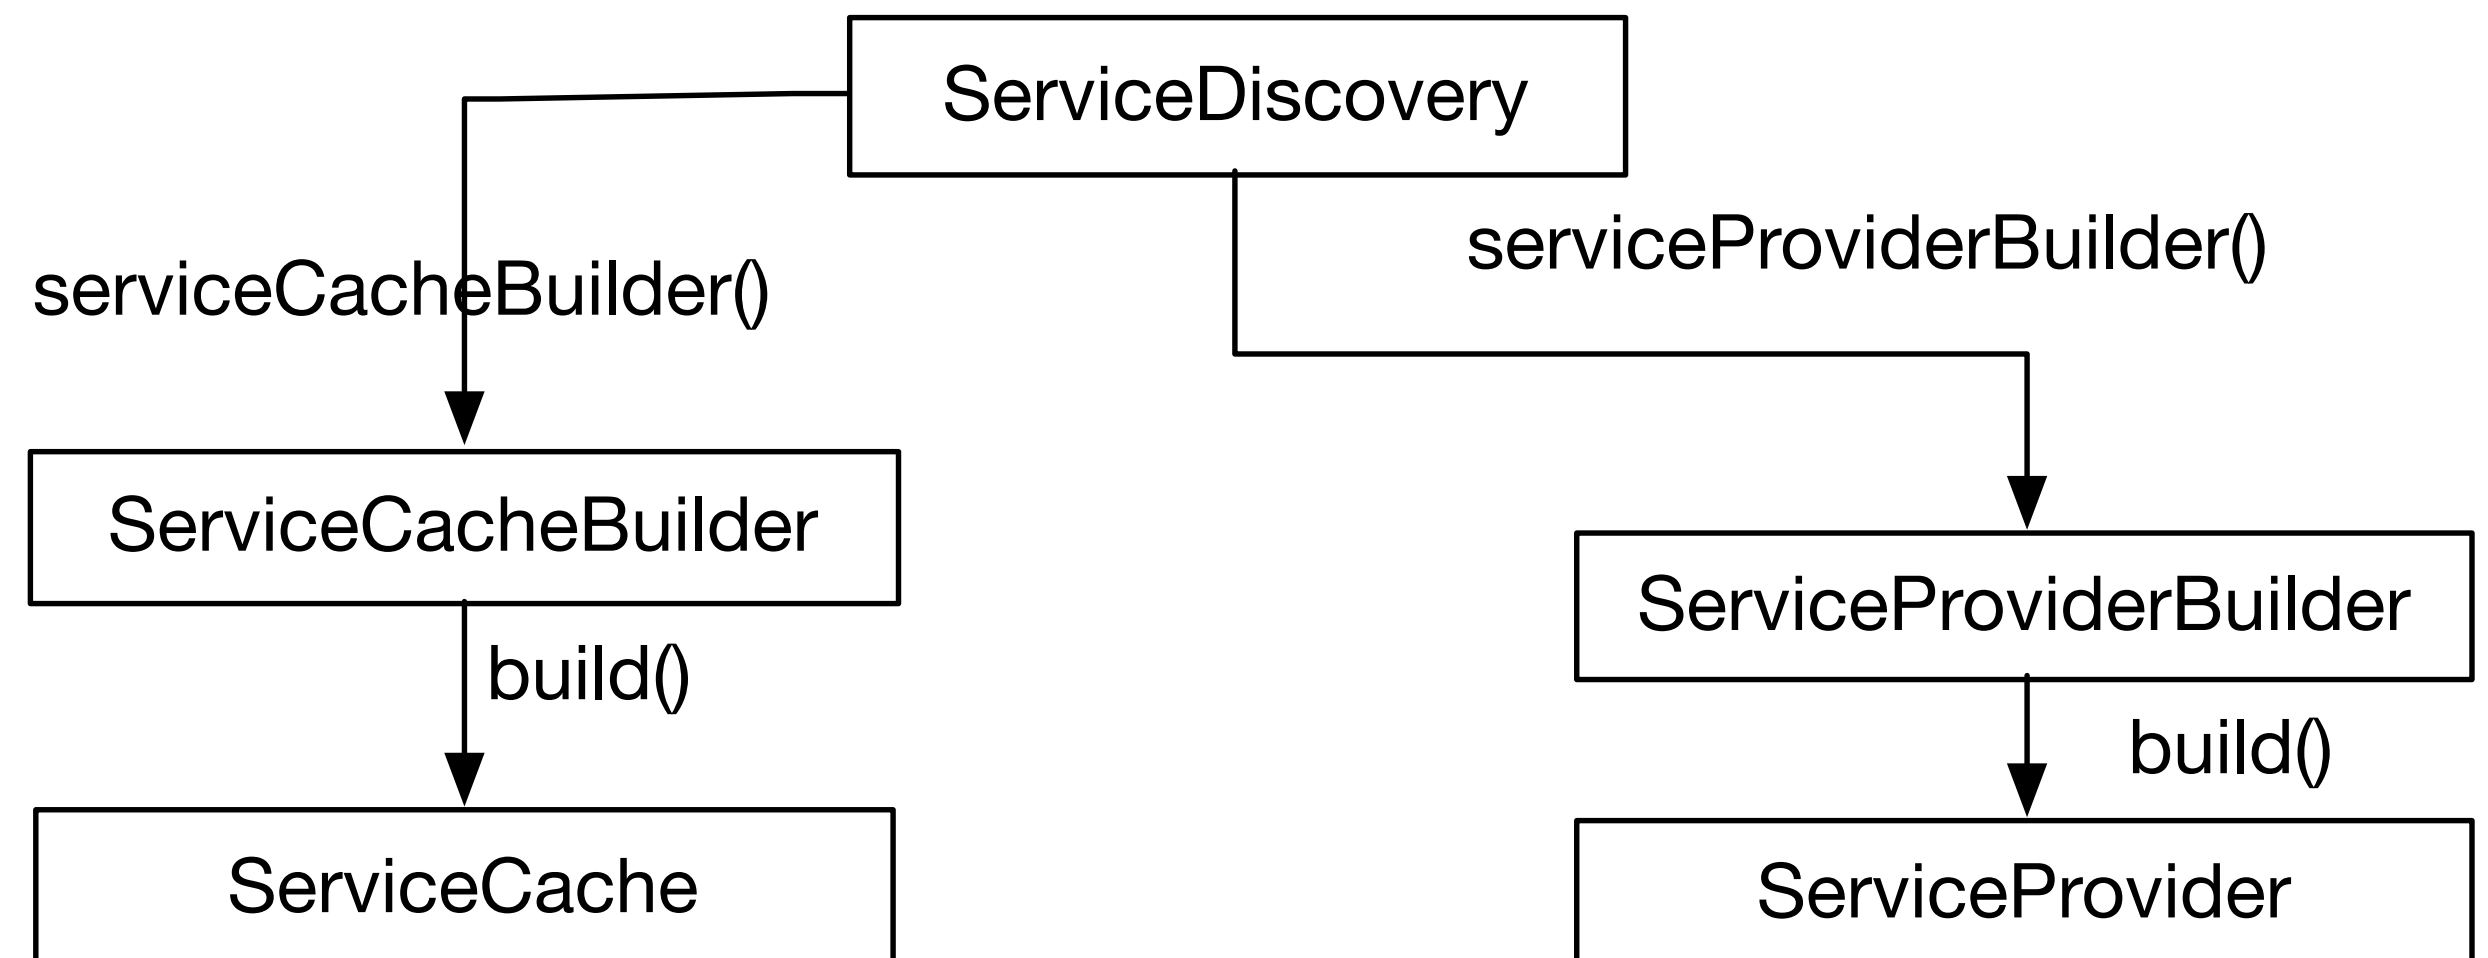 ServiceDiscovery
serviceProviderBuilder()
serviceCacheBuilder()
ServiceCacheBuilder
ServiceProviderBuilder
build()
build()
ServiceCache
ServiceProvider